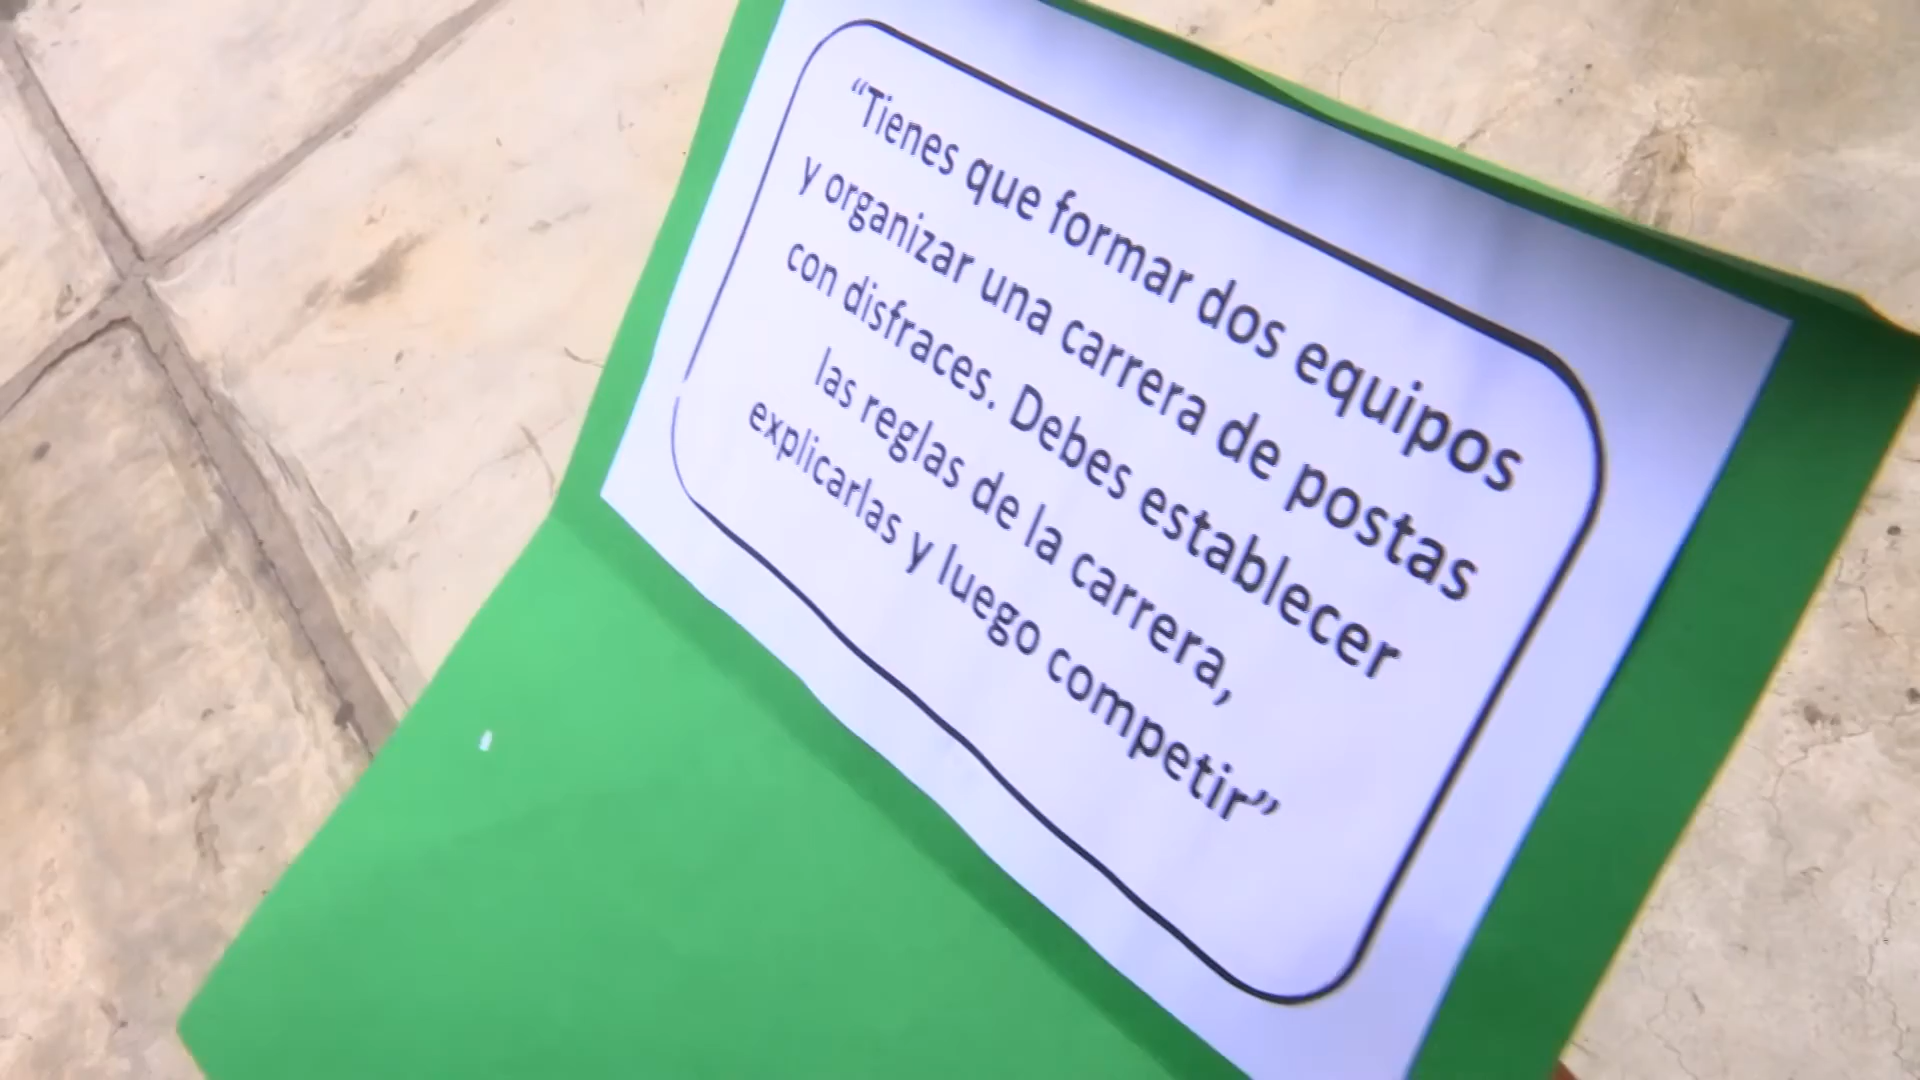 “Tienes que formar dos equipos
y organizar una carrera de postas
con disfraces. Debes establecer
las reglas de la carrera,
explicarlas y luego competir”